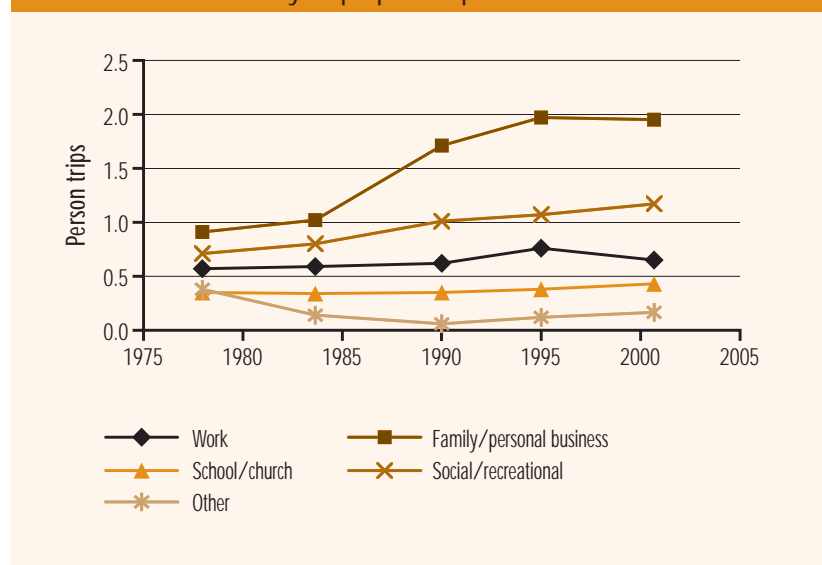 2.5
2.0
1.5
1.0
0.5
0.0
Person trips
1975 1980 1985 1990 1995 2000 2005
Work Family/personal business
School/church Social/recreational
Other